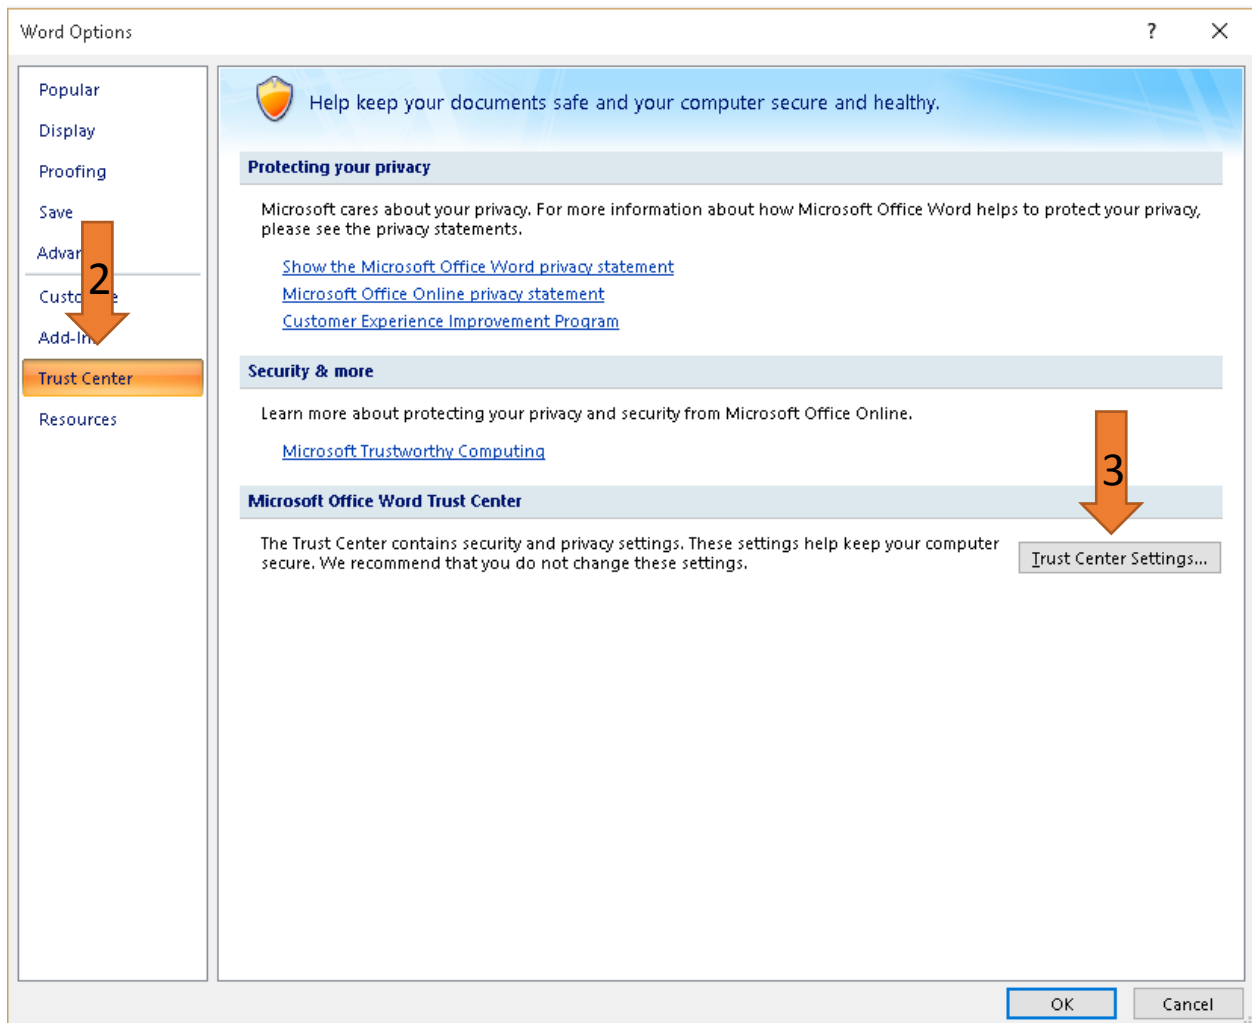 Word Options
?
Popular
Display
Proofing
Save
Advan
2
Custo e
Add-In
Trust Center
Resources
Help keep your documents safe and your computer secure and healthy.
Protecting your privacy
Microsoft cares about your privacy. For more information about how Microsoft Office Word helps to protect your privacy,
please see the privacy statements.
Show the Microsoft Office Word privacy statement
Microsoft Office Online privacy statement
Customer Experience Improvement Program
Security & more
Learn more about protecting your privacy and security from Microsoft Office Online.
Microsoft Trustworthy Computing
3
Microsoft Office Word Trust Center
The Trust Center contains security and privacy settings. These settings help keep your computer
secure. We recommend that you do not change these settings.
Trust Center Settings...
OK
Cancel